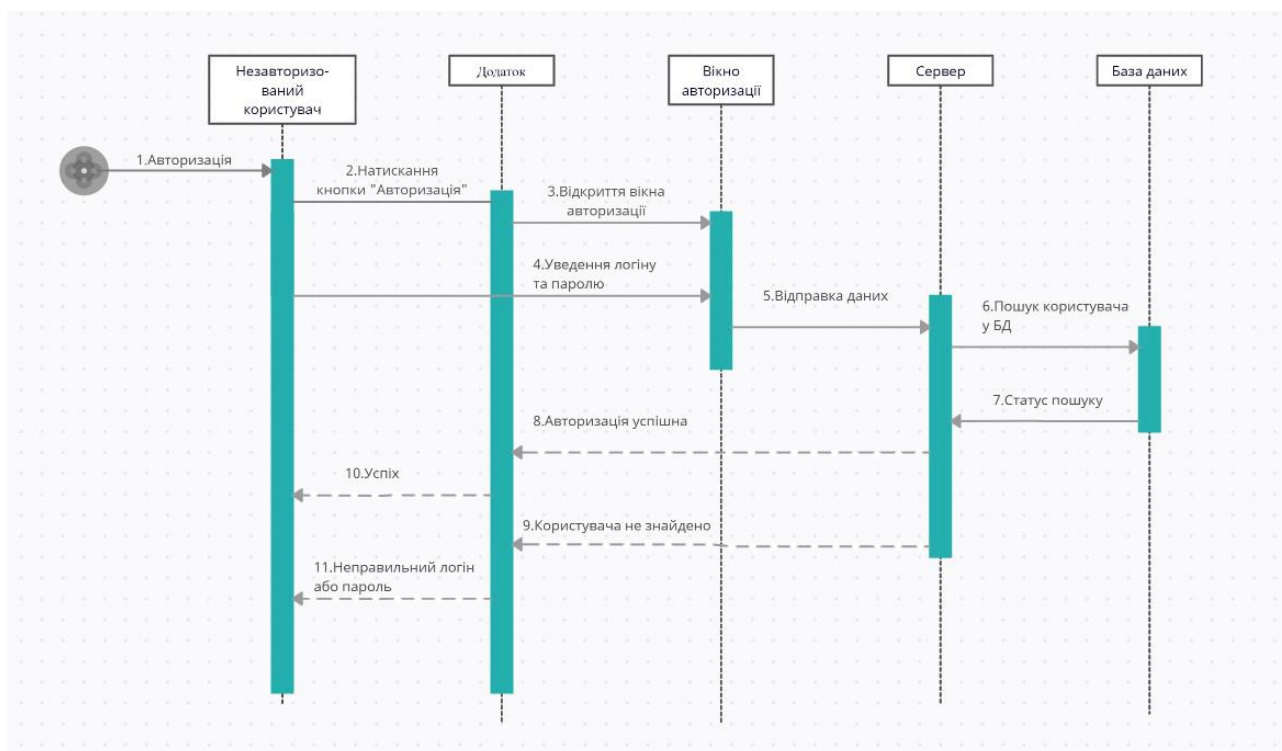 Незавторизо-
ваний
користувач
Додаток
Вікно
авторизації
Сервер
База даних
1.Авторизація
2.Натискання
кнопки "Авторизація"
3.Відкриття вікна
авторизації
4.Уведення логіну
та паролю
5.Відправка даних
6.Пошук користувача
у БД
7.Статус пошуку
8.Авторизація успішна
10.Успіх
9.Користувача не знайдено
11.Неправильний логін
або пароль